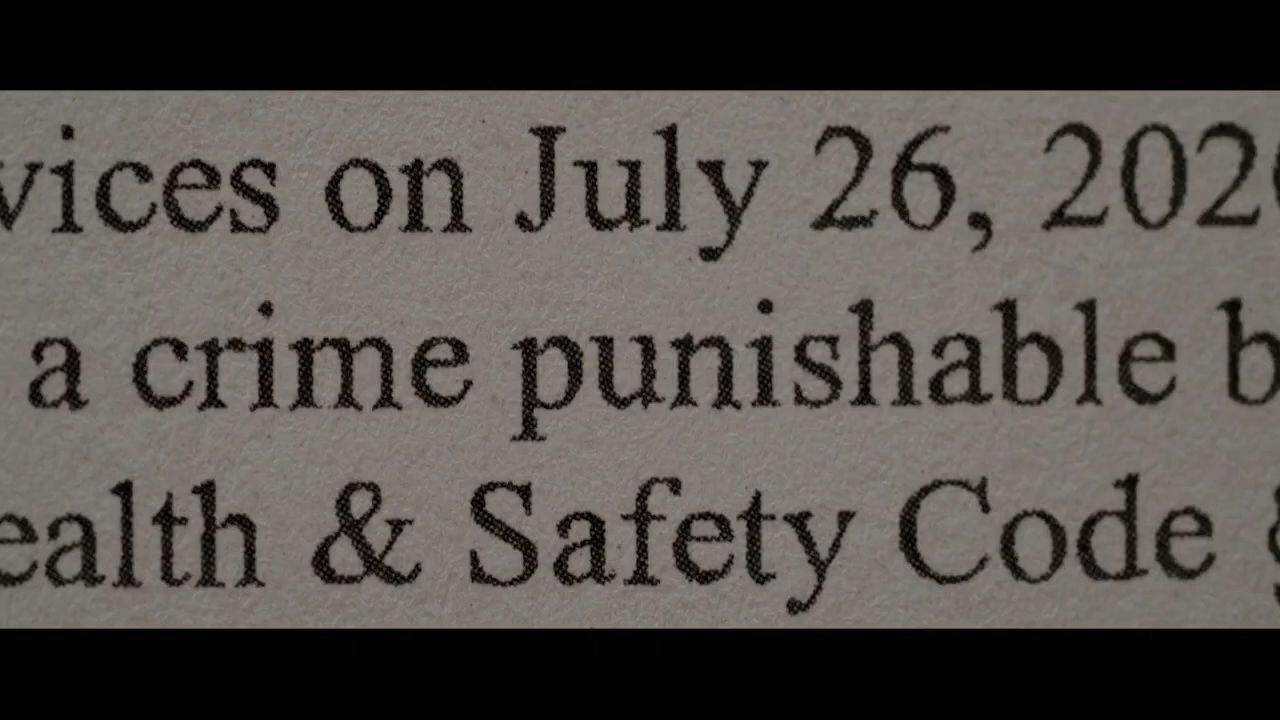 vices on July 26, 202
a crime punishable b
ealth & Safety Code